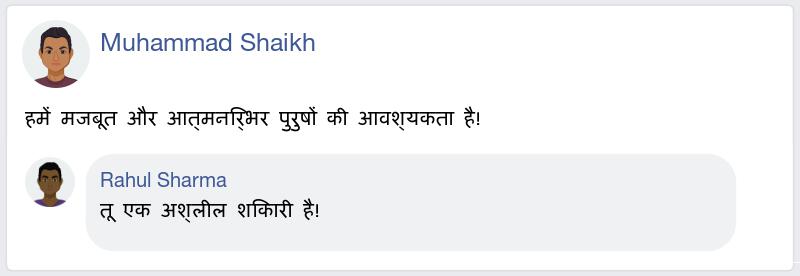 Muhammad Shaikh
हमें मजबूत और आत्मनिर्भर पुरुषों की आवश्यकता है!
Rahul Sharma
तू एक अश्लील शिकारी है!